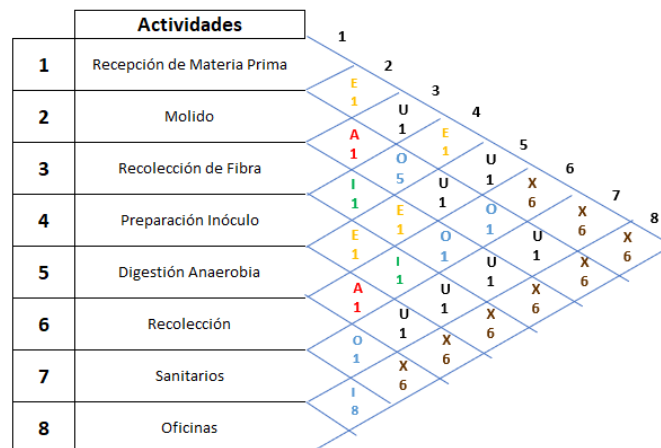 Actividades
1 Recepción de Materia Prima
2 Molido
3 Recolección de Fibra
4 Preparación Inóculo
5 Digestión Anaerobia
6 Recolección
7 Sanitarios
8 Oficinas
1
2
3
4
5
6
7
8
E
1
A
1
I
1
E
1
A
1
O
1
I
8
U
1
O
5
E
1
I
1
U
1
X
6
E
1
U
1
O
1
U
1
X
6
U
1
O
1
U
1
X
6
X
6
U
1
X
6
X
6
X
6
X
6